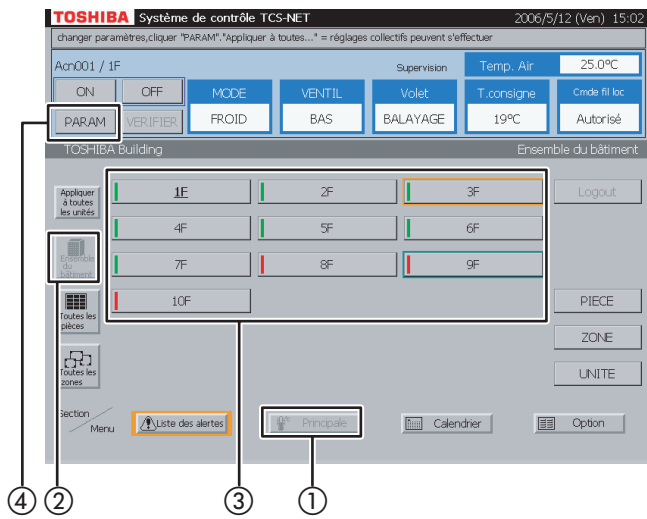 TOSHIBA Système de contrôle TCS-NET 2006/5/12 (Ven) 15:02
changer paramètres,cliquer "PARAM"."Appliquer à toutes..." = réglages collectifs peuvent s'effectuer
Acn001 / 1F Supervision Temp. Air 25.0°C
ON OFF MODE VENTIL Volet T.consigne Cmde fil loc
PARAM VERIFIER FROID BAS BALAYAGE 19°C Autorisé
TOSHIBA Building Ensemble du bâtiment
Appliquer
à toutes
les unités
1F 2F 3F Logout
4F 5F 6F
Ensemble
du
bâtiment
7F 8F 9F
10F PIECE
Toutes les
pièces
ZONE
Toutes les
zones
UNITE
Section
Menu
Liste des alertes Principale Calendrier Option
④ ② ③ ①